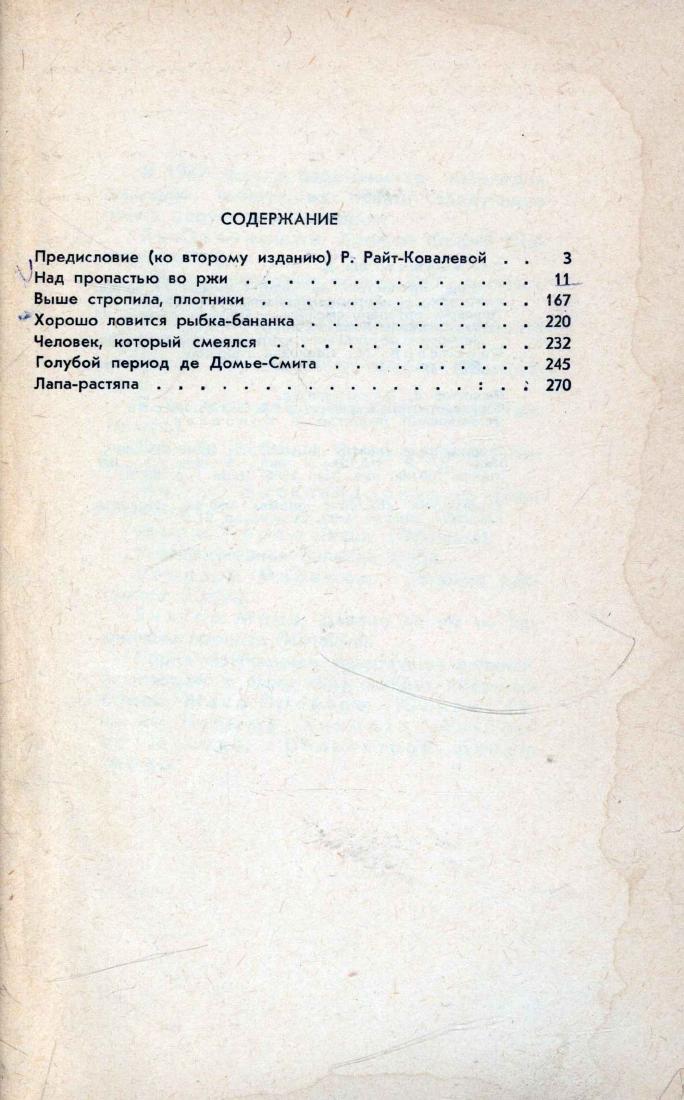 СОДЕРЖАНИЕ
Предисловие (ко второму изданию) Р. Райт-Ковалевой . . 3
Над пропастью во ржи . . . . . . . . . . . . . . 11
Выше стропила, плотники . . . . . . . . . . . . . 167
Хорошо ловится рыбка-бананка . . . . . . . . . . 220
Человек, который смеялся . . . . . . . . . . . . 232
Голубой период де Домье-Смита . . . . . . . . . 245
Лапа-растяпа . . . . . . . . . . . . . . . . . 270